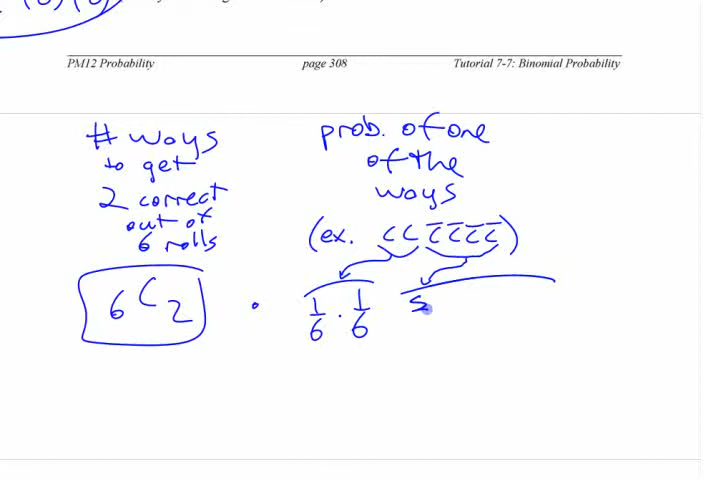 PM12 Probability page 308 Tutorial 7-7: Binomial Probability
# ways
to get
2 correct
out of
6 rolls
prob. of one
of the
ways
(ex. C C C̅ C̅ C̅ C̅)
6C2 · 1/6 · 1/6 5